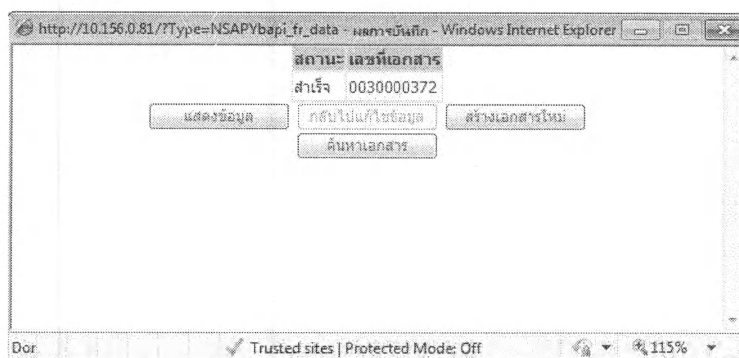 http://10.156.0.81/?Type=NSAPYbapi_fr_data - ผลการบันทึก - Windows Internet Explorer
สถานะ เลขที่เอกสาร
สำเร็จ 0030000372
แสดงข้อมูล กลับไปแก้ไขข้อมูล สร้างเอกสารใหม่
ค้นหาเอกสาร
Dor Trusted sites | Protected Mode: Off 115%